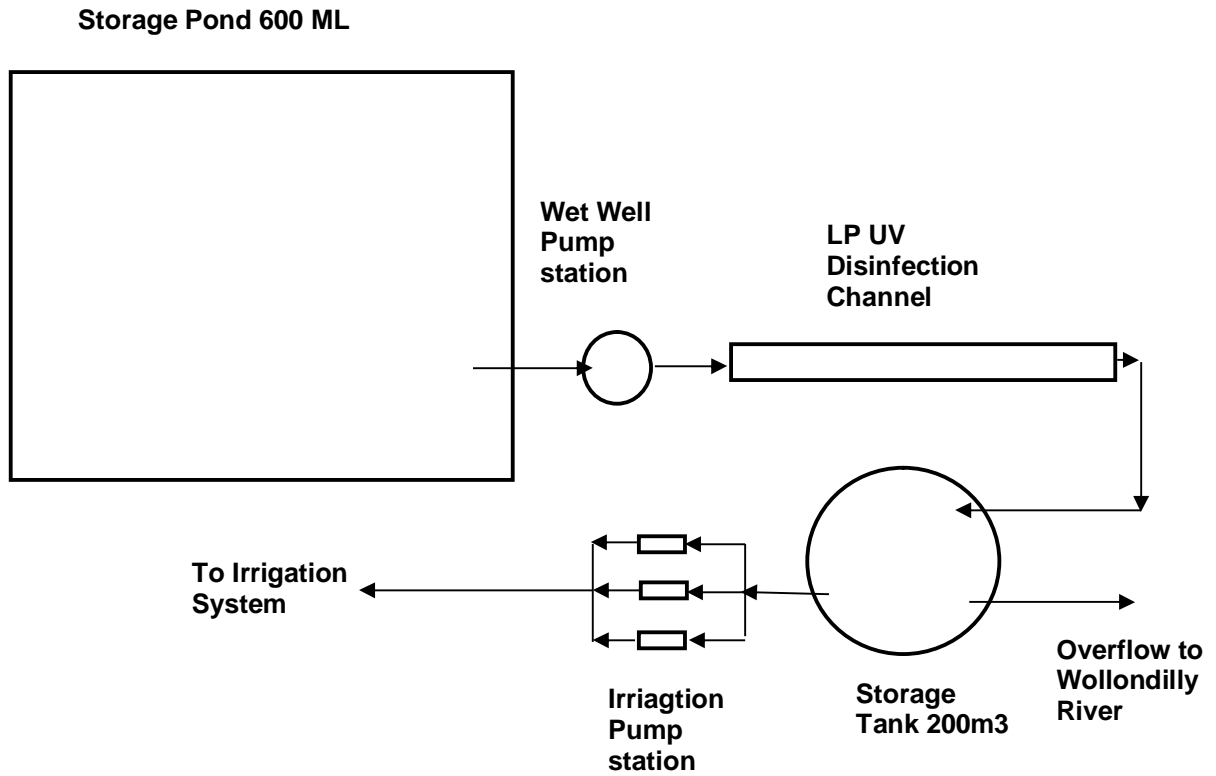 Storage Pond 600 ML
Wet Well
Pump
station
LP UV
Disinfection
Channel
To Irrigation
System
Irriagtion
Pump
station
Storage
Tank 200m3
Overflow to
Wollondilly
River